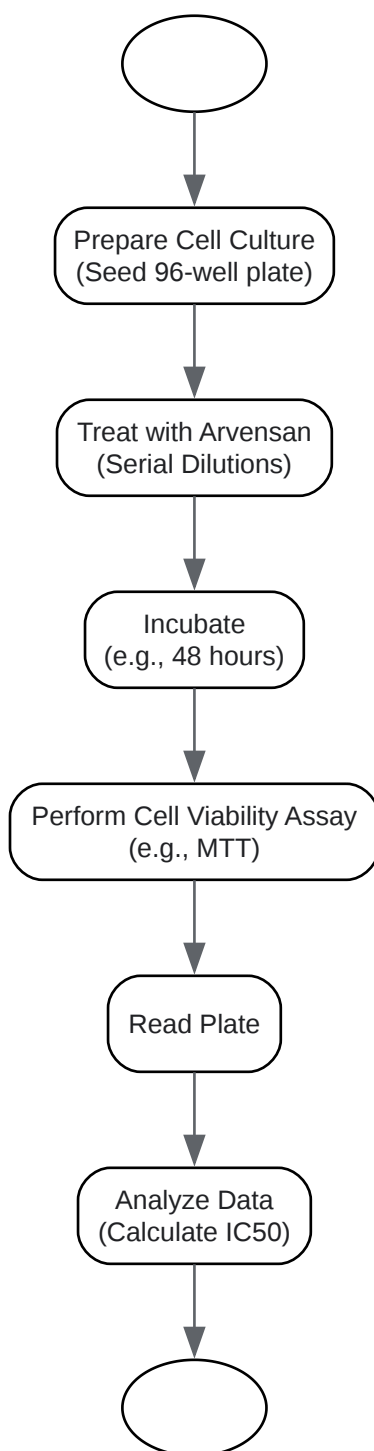 Prepare Cell Culture
(Seed 96-well plate)
Treat with Arvensan
(Serial Dilutions)
Incubate
(e.g., 48 hours)
Perform Cell Viability Assay
(e.g., MTT)
Read Plate
Analyze Data
(Calculate IC50)